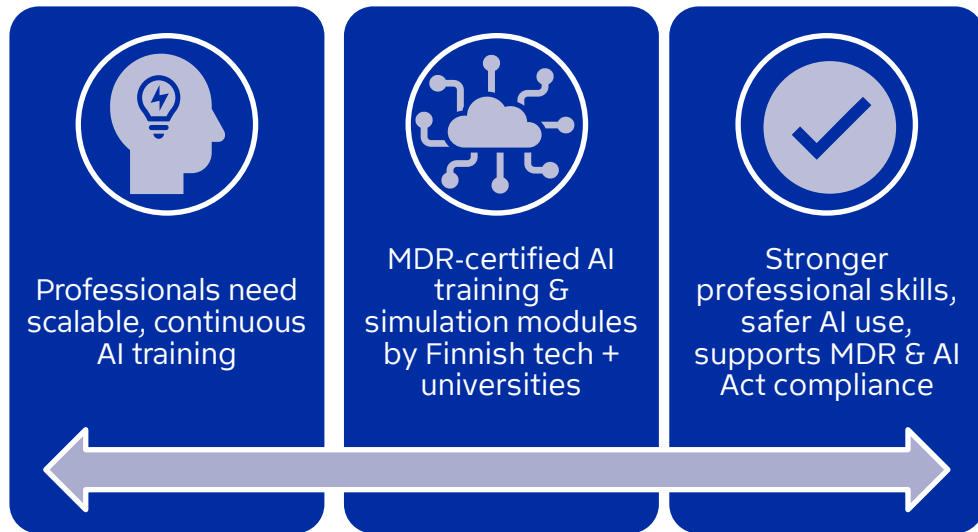 Professionals need
scalable, continuous
AI training
MDR-certified AI
training &
simulation modules
by Finnish tech +
universities
Stronger
professional skills,
safer AI use,
supports MDR & AI
Act compliance